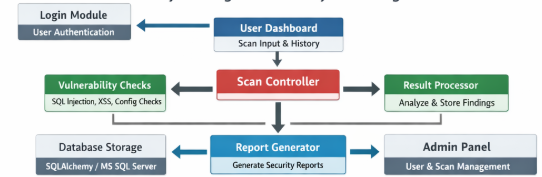 Login Module
User Authentication
User Dashboard
Scan Input & History
Vulnerability Checks
SQL Injection, XSS, Config Checks
Scan Controller
Result Processor
Analyze & Store Findings
Database Storage
SQLAlchemy / MS SQL Server
Report Generator
Generate Security Reports
Admin Panel
User & Scan Management